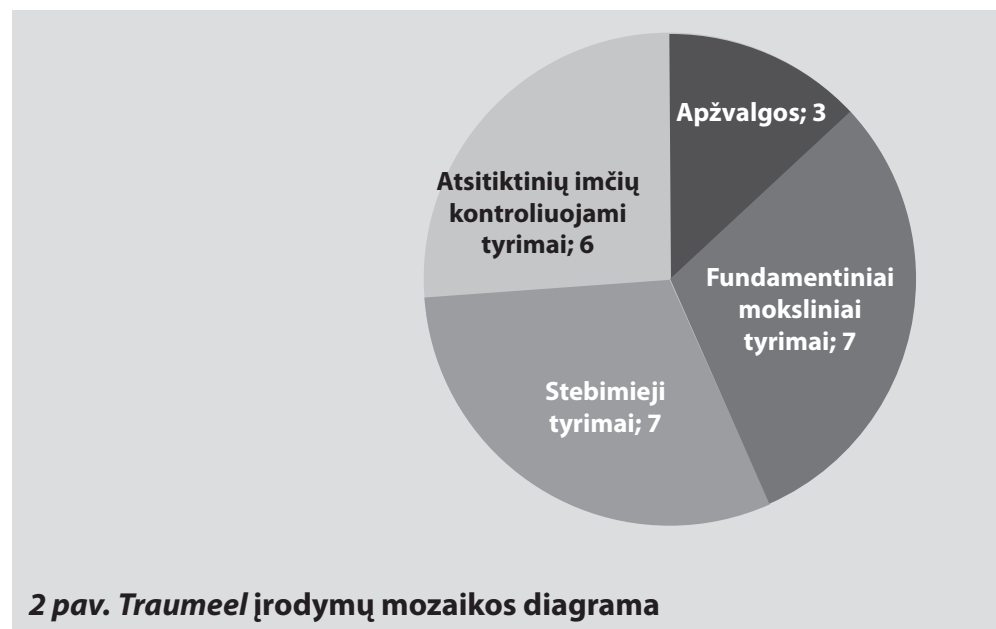 Apžvalgos; 3
Atsitiktinių imčių
kontroliuojami
tyrimai; 6
Fundamentiniai
moksliniai
tyrimai; 7
Stebimieji
tyrimai; 7
2 pav. Traumeel įrodymų mozaikos diagrama